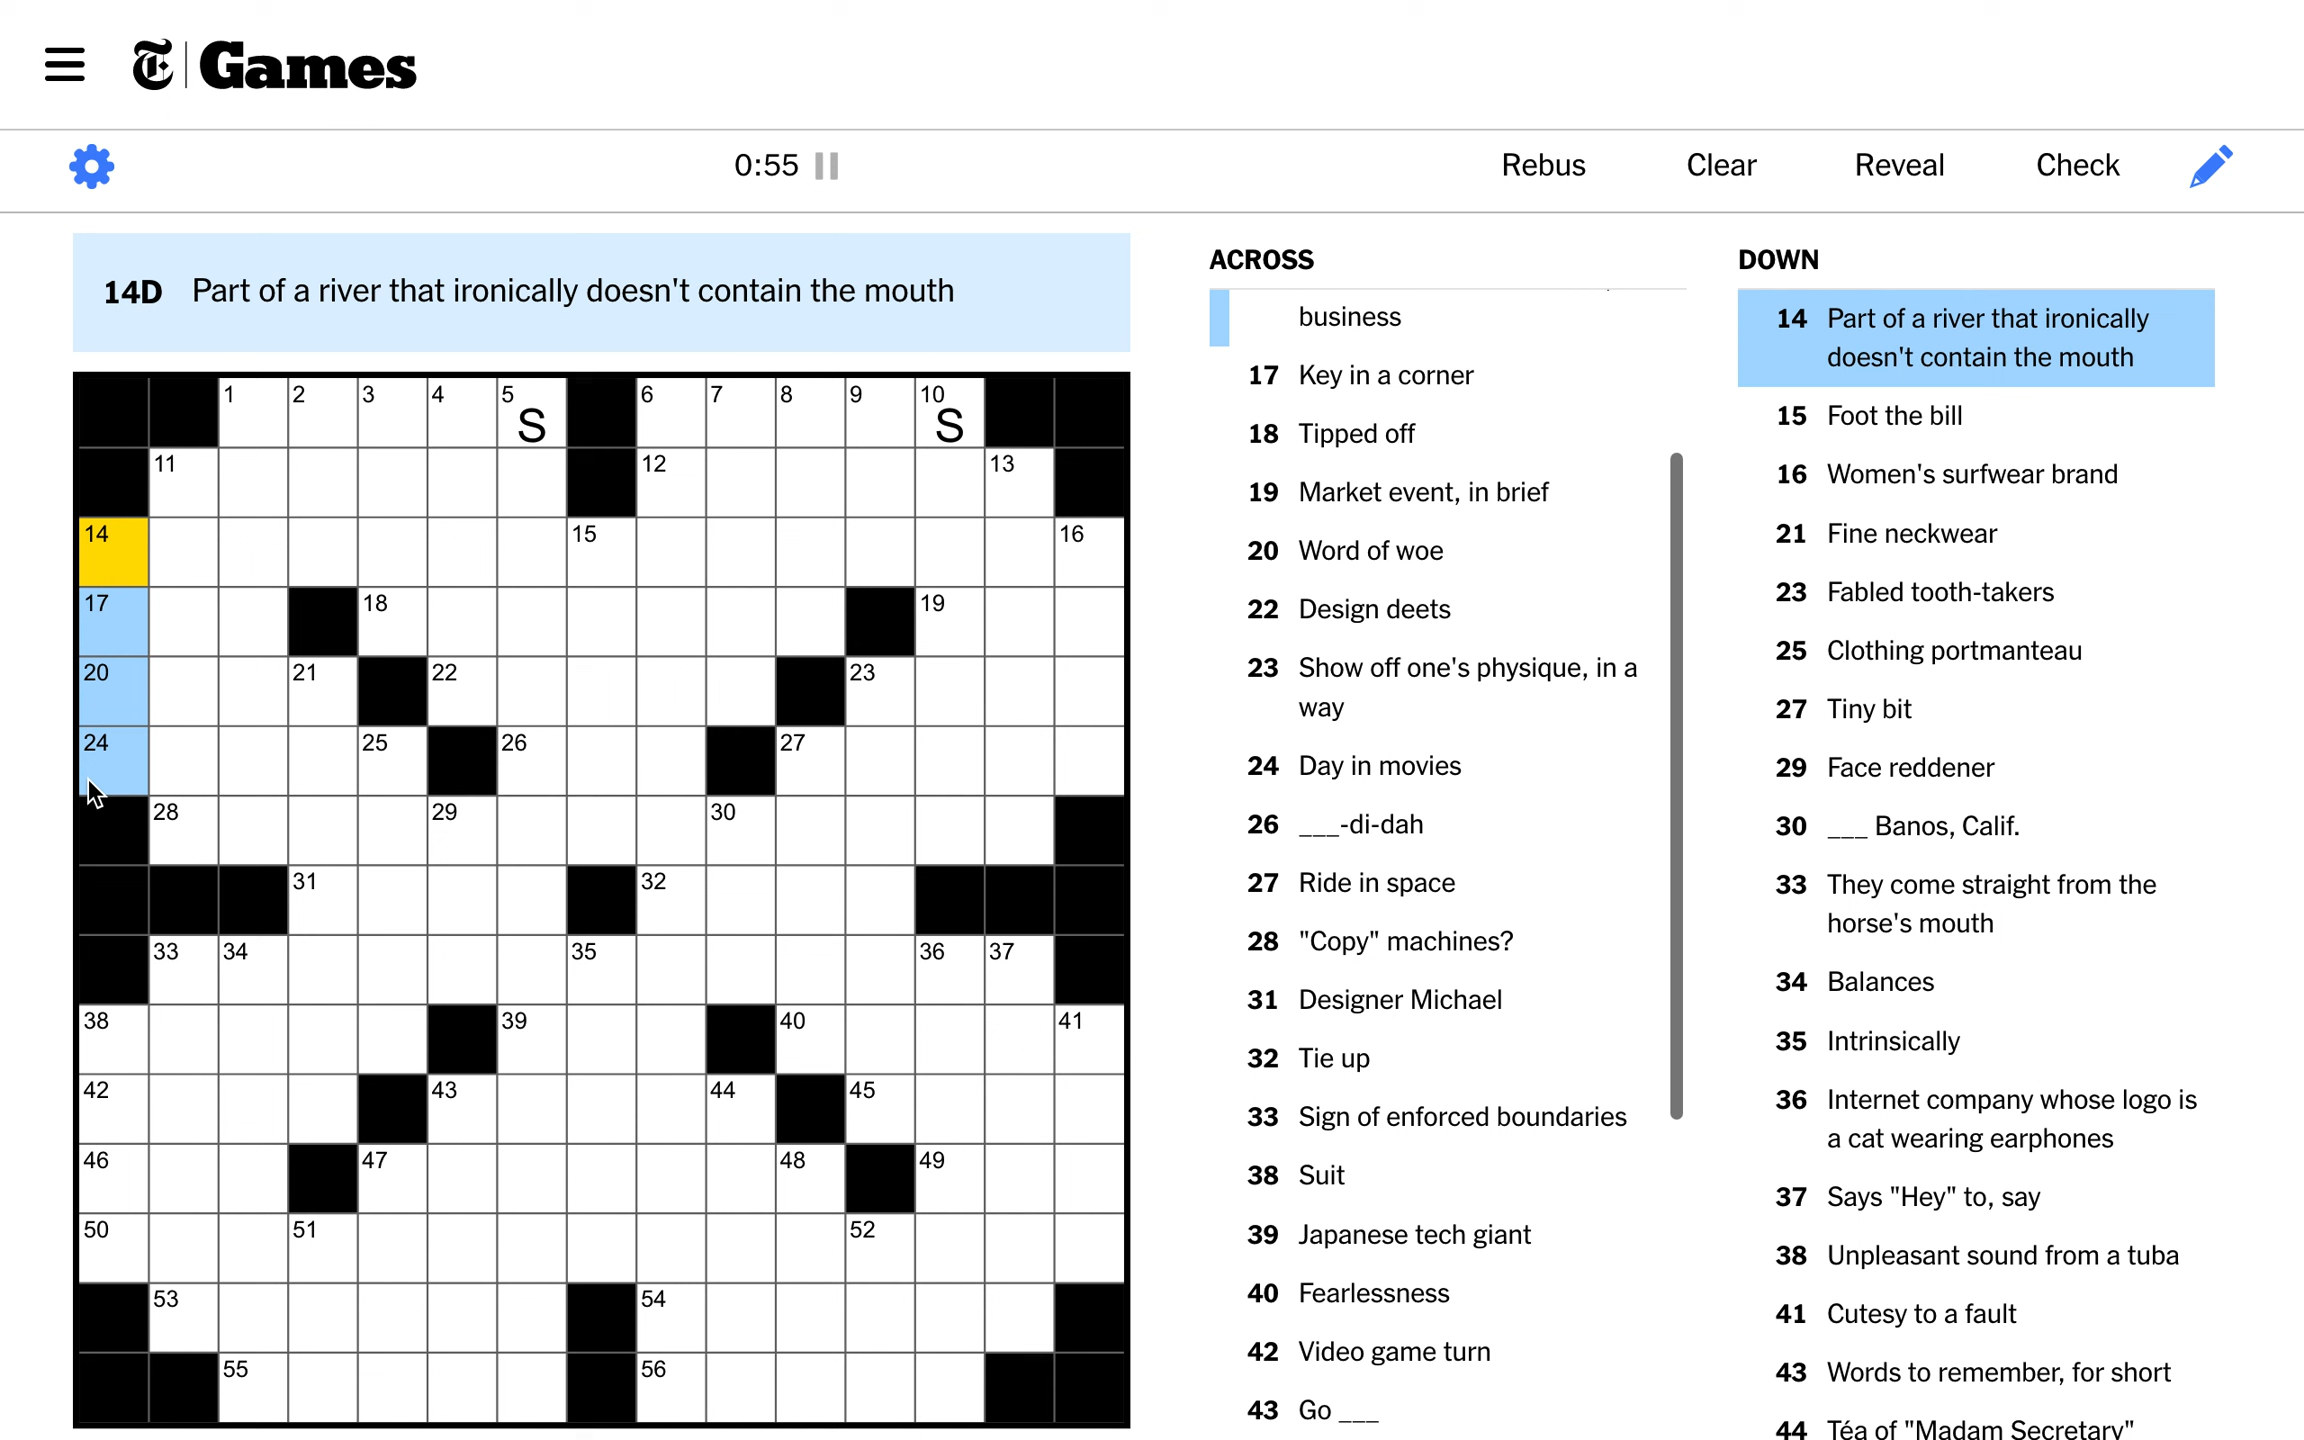 T Games
0:55
Rebus Clear Reveal Check
14D Part of a river that ironically doesn't contain the mouth
1 2 3 4 5 S 6 7 8 9 10 S
11 12 13
14 15 16
17 18 19
20 21 22 23
24 25 26 27
28 29 30
31 32
33 34 35 36 37
38 39 40 41
42 43 44 45
46 47 48 49
50 51 52
53 54
55 56
ACROSS
business
17 Key in a corner
18 Tipped off
19 Market event, in brief
20 Word of woe
22 Design deets
23 Show off one's physique, in a
way
24 Day in movies
26 ___-di-dah
27 Ride in space
28 "Copy" machines?
31 Designer Michael
32 Tie up
33 Sign of enforced boundaries
38 Suit
39 Japanese tech giant
40 Fearlessness
42 Video game turn
43 Go ___
DOWN
14 Part of a river that ironically
doesn't contain the mouth
15 Foot the bill
16 Women's surfwear brand
21 Fine neckwear
23 Fabled tooth-takers
25 Clothing portmanteau
27 Tiny bit
29 Face reddener
30 ___ Banos, Calif.
33 They come straight from the
horse's mouth
34 Balances
35 Intrinsically
36 Internet company whose logo is
a cat wearing earphones
37 Says "Hey" to, say
38 Unpleasant sound from a tuba
41 Cutesy to a fault
43 Words to remember, for short
44 Téa of "Madam Secretary"